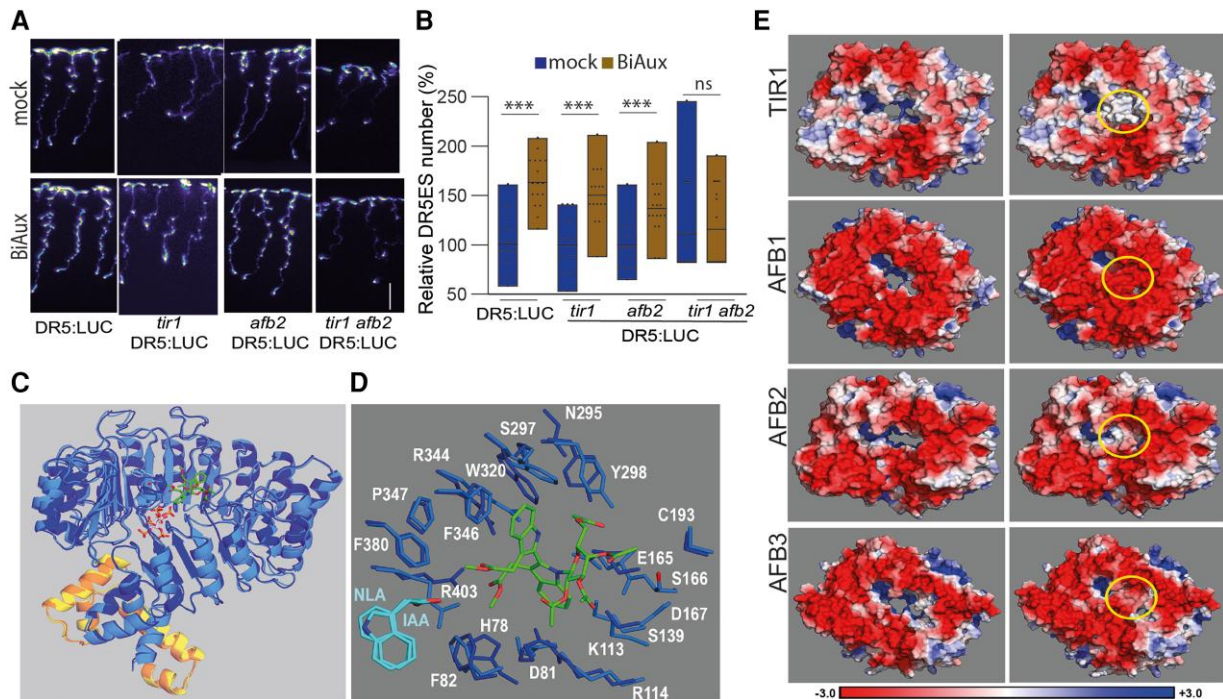 A
mock
BiAux
DR5:LUC
tir1
DR5:LUC
afb2
DR5:LUC
tir1 afb2
DR5:LUC
B
mock
BiAux
Relative DR5ES number (%)
250
200
150
100
50
***
***
***
ns
DR5:LUC
tir1
afb2
tir1 afb2
DR5:LUC
C
D
N295
S297
R344
W320
Y298
P347
C193
F346
F380
E165
S166
R403
NLA
D167
IAA
H78
S139
K113
F82
D81
R114
E
TIR1
AFB1
AFB2
AFB3
-3.0
+3.0